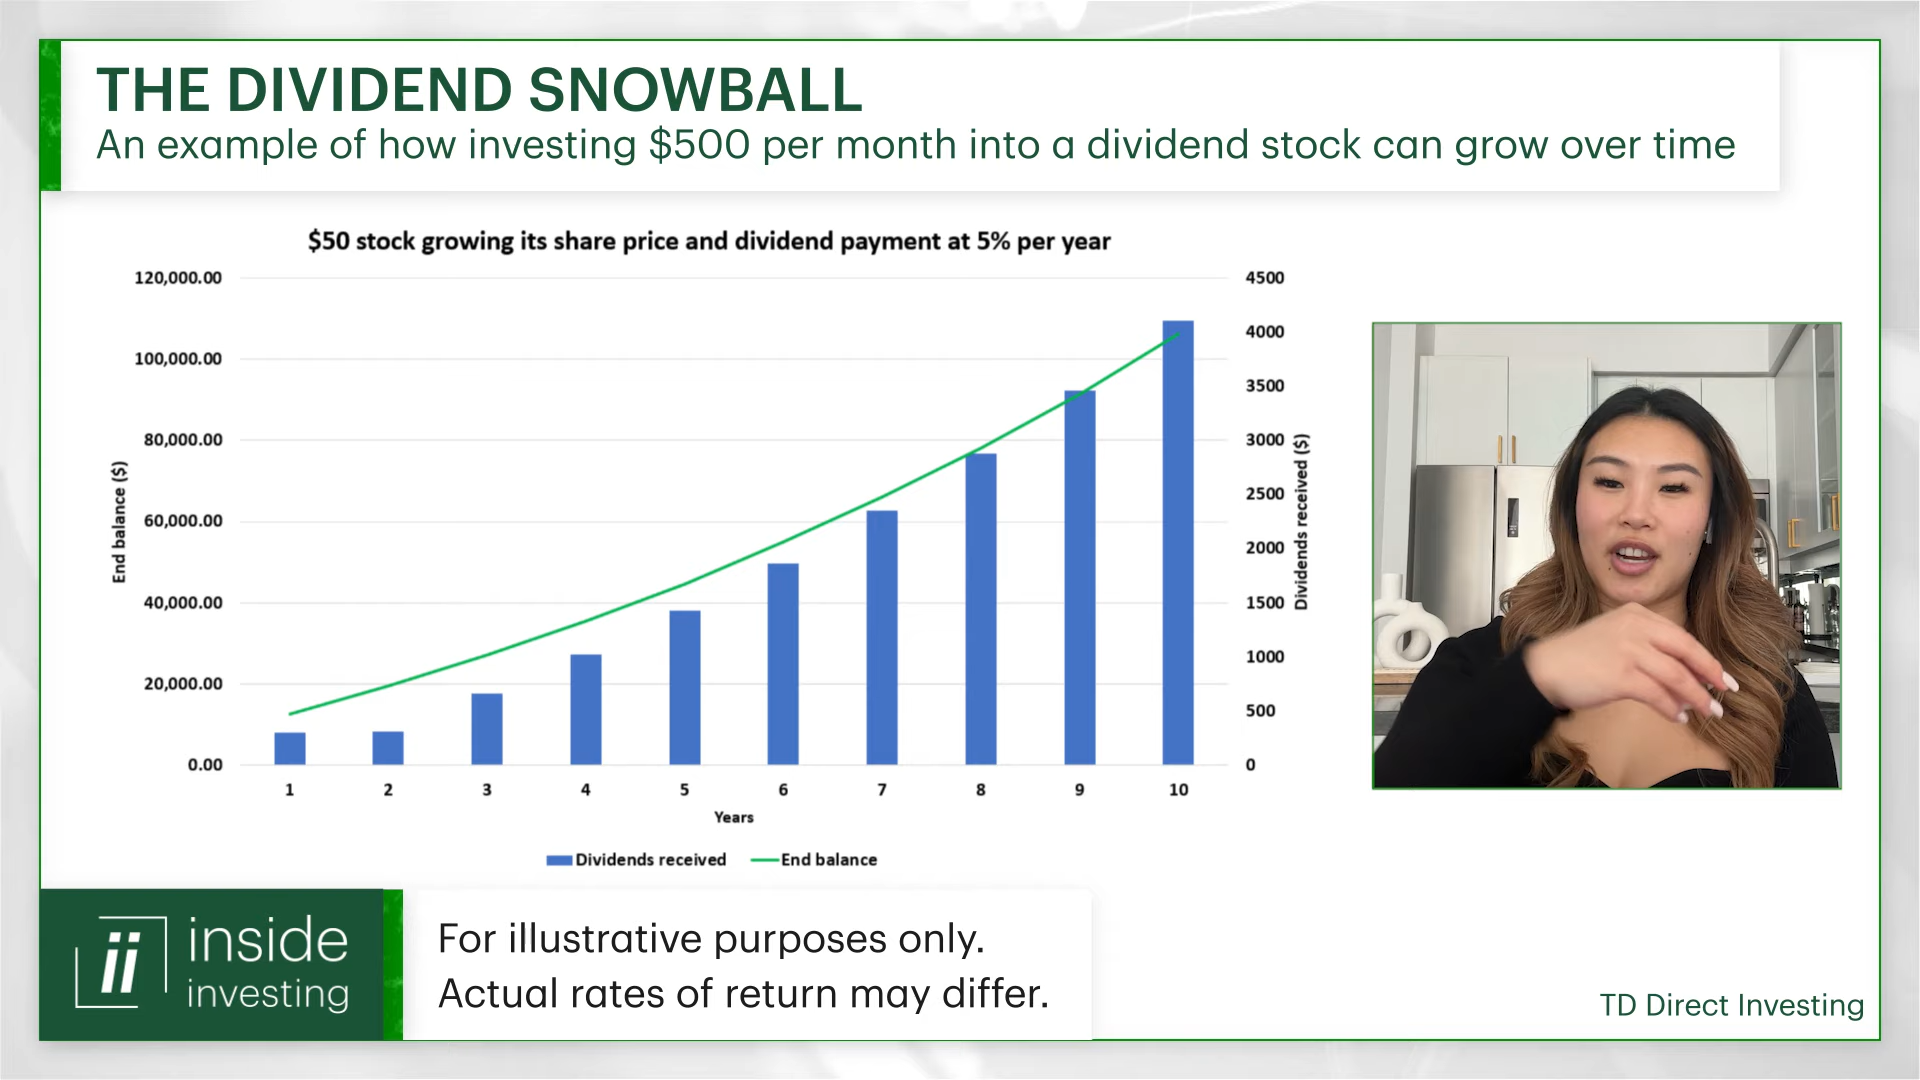 THE DIVIDEND SNOWBALL
An example of how investing $500 per month into a dividend stock can grow over time
$50 stock growing its share price and dividend payment at 5% per year
120,000.00
100,000.00
80,000.00
60,000.00
40,000.00
20,000.00
0.00
End balance ($)
4500
4000
3500
3000
2500
2000
1500
1000
500
0
Dividends received ($)
1 2 3 4 5 6 7 8 9 10
Years
Dividends received End balance
ii inside
investing
For illustrative purposes only.
Actual rates of return may differ.
TD Direct Investing